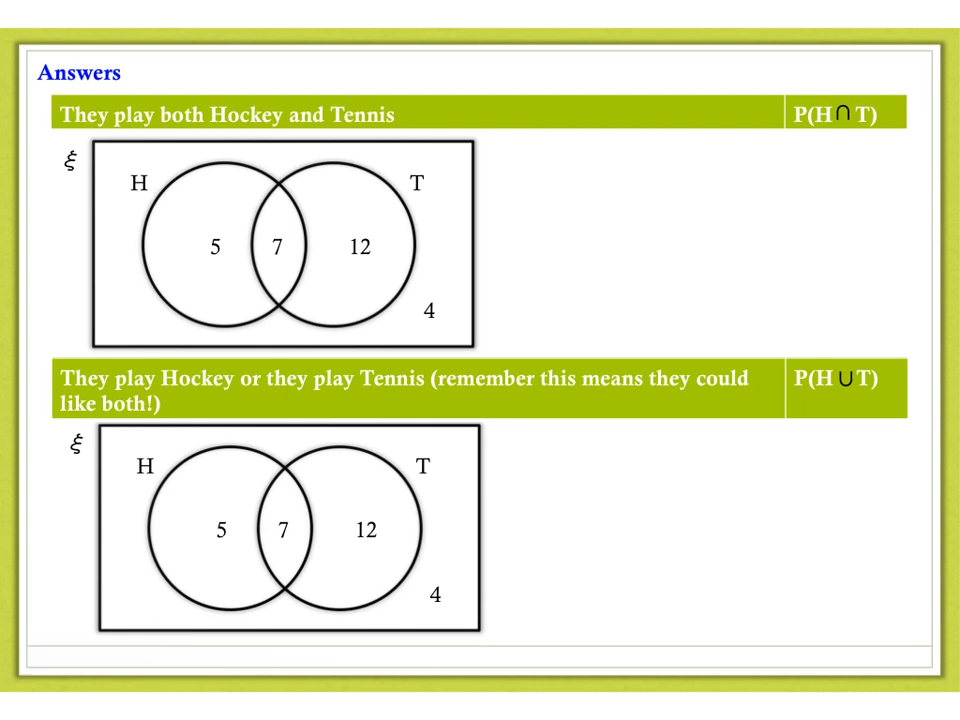 Answers
They play both Hockey and Tennis P(H ∩ T)
ξ
H T
5 7 12
4
They play Hockey or they play Tennis (remember this means they could P(H ∪ T)
like both!)
ξ
H T
5 7 12
4